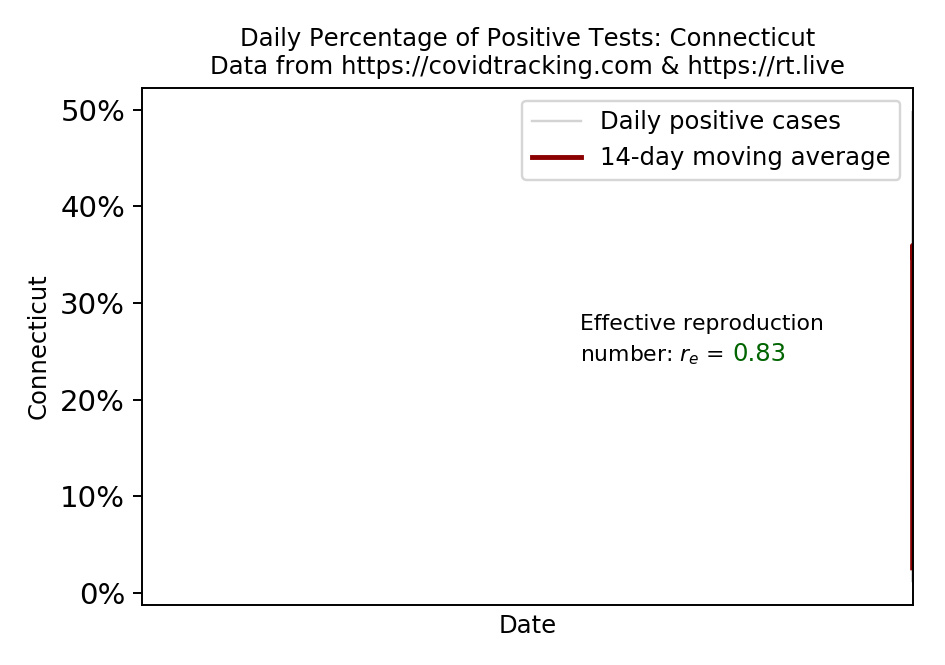 Daily Percentage of Positive Tests: Connecticut
Data from https://covidtracking.com & https://rt.live
50%
40%
30%
20%
10%
0%
Connecticut
Daily positive cases
14-day moving average
Effective reproduction
number: re = 0.83
Date